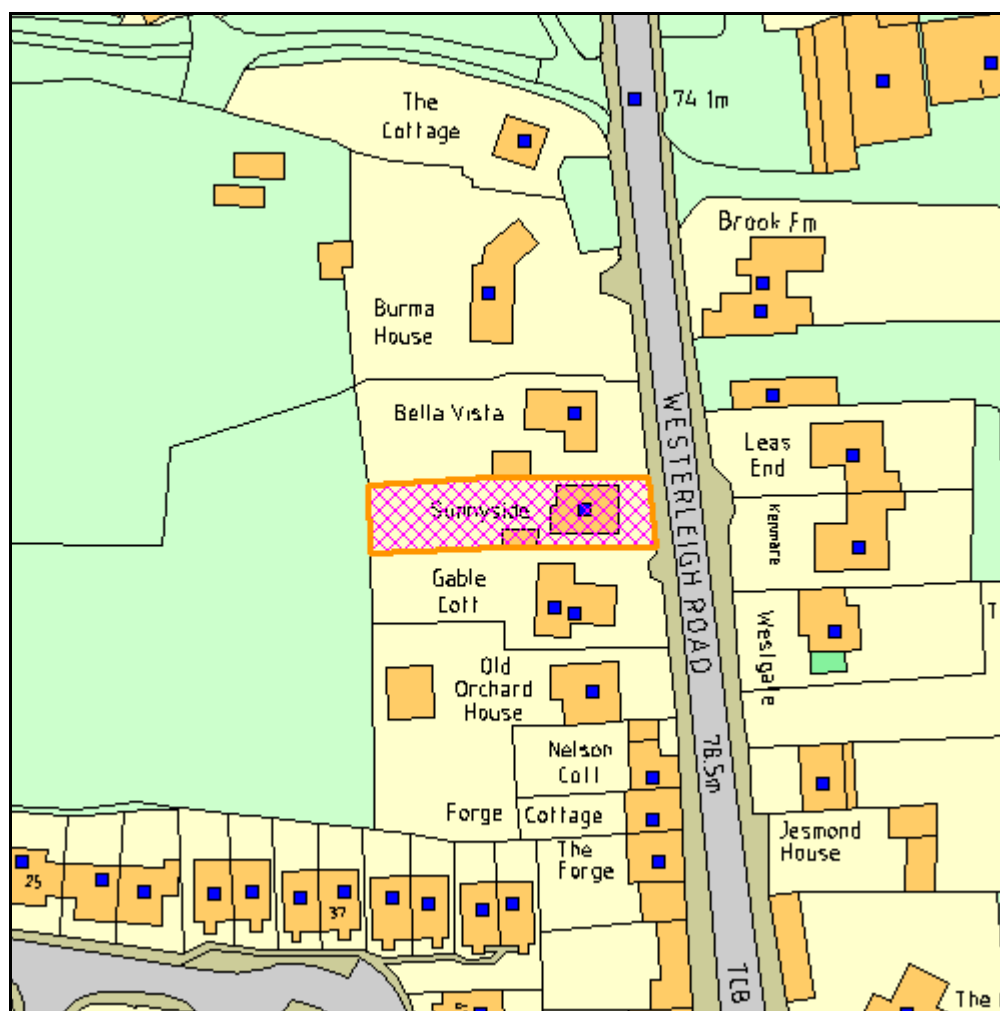 The
Cottage
74 1m
Brook Fm
Burma
House
Bella Vista
WESTERLEIGH ROAD
Leas
End
Sunnyside
Kenmare
Gable
Cott
Westgate
Old
Orchard
House
Nelson
Coll
78.5m
Forge Cottage
The
Forge
Jesmond
House
25
37
TCB
The